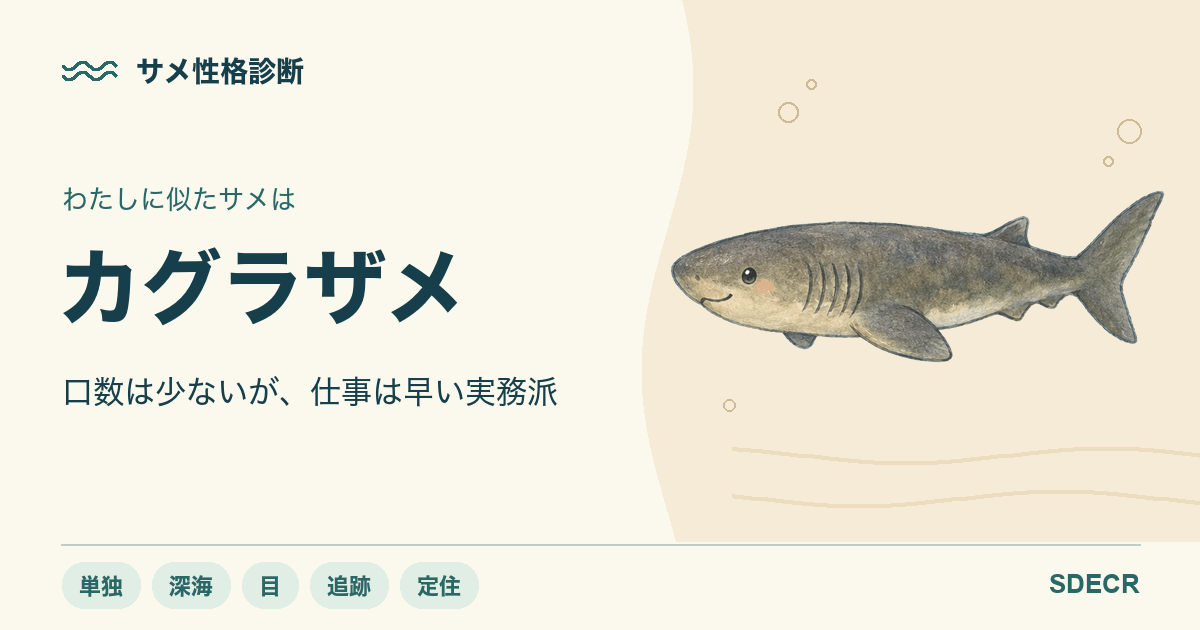 サメ性格診断
わたしに似たサメは
カグラザメ
口数は少ないが、仕事は早い実務派
単独 深海 目 追跡 定住
SDECR